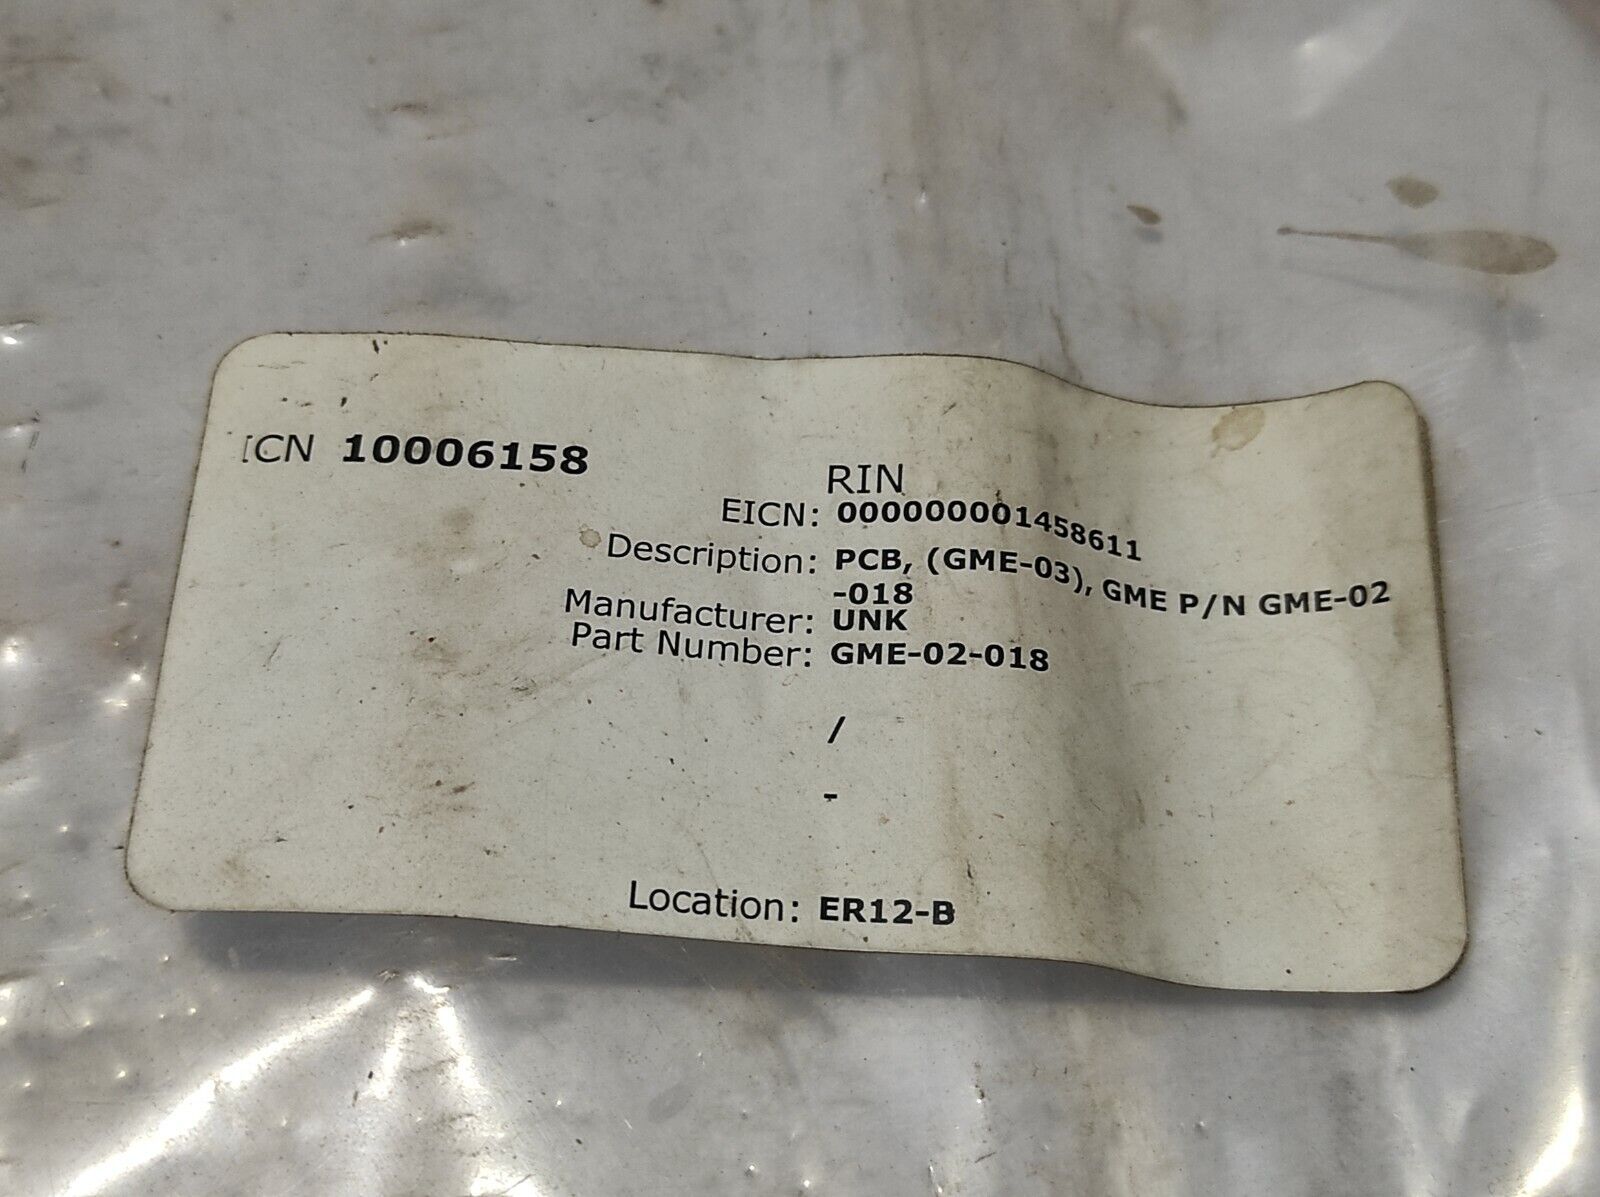 ICN 10006158
RIN
EICN: 000000001458611
Description: PCB, (GME-03), GME P/N GME-02
-018
Manufacturer: UNK
Part Number: GME-02-018
/
-
Location: ER12-B